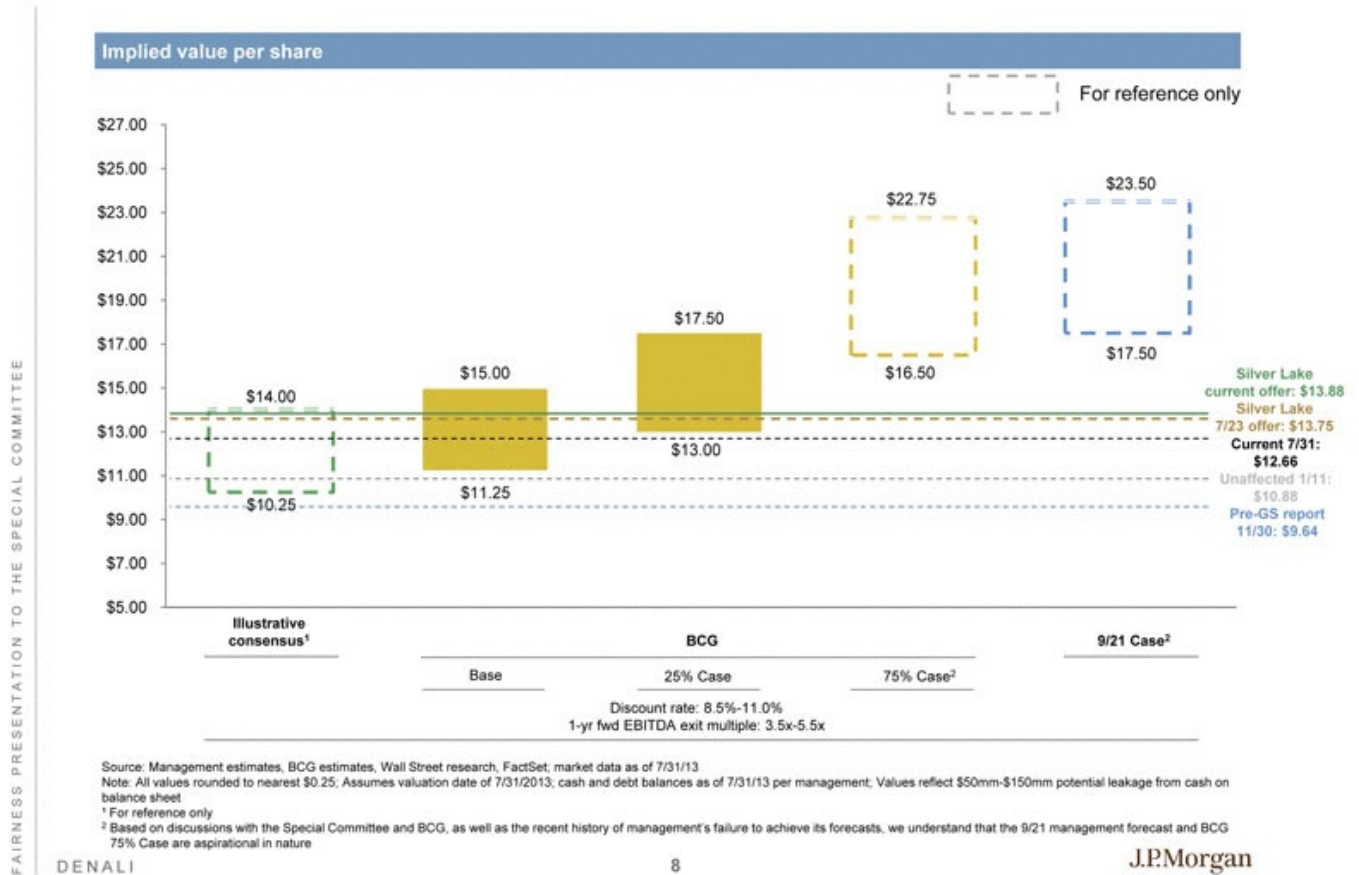 Implied value per share
For reference only
$27.00
$25.00
$23.00
$21.00
$19.00
$17.00
$15.00
$13.00
$11.00
$9.00
$7.00
$5.00
$14.00
$10.25
$15.00
$11.25
$17.50
$13.00
$22.75
$16.50
$23.50
$17.50
Silver Lake
current offer: $13.88
Silver Lake
7/23 offer: $13.75
Current 7/31:
$12.66
Unaffected 1/11:
$10.88
Pre-GS report
11/30: $9.64
Illustrative
consensus¹
BCG
9/21 Case²
Base
25% Case
75% Case²
Discount rate: 8.5%-11.0%
1-yr fwd EBITDA exit multiple: 3.5x-5.5x
Source: Management estimates, BCG estimates, Wall Street research, FactSet; market data as of 7/31/13
Note: All values rounded to nearest $0.25; Assumes valuation date of 7/31/2013; cash and debt balances as of 7/31/13 per management; Values reflect $50mm-$150mm potential leakage from cash on
balance sheet
¹ For reference only
² Based on discussions with the Special Committee and BCG, as well as the recent history of management's failure to achieve its forecasts, we understand that the 9/21 management forecast and BCG
75% Case are aspirational in nature
FAIRNESS PRESENTATION TO THE SPECIAL COMMITTEE
DENALI
8
J.P.Morgan